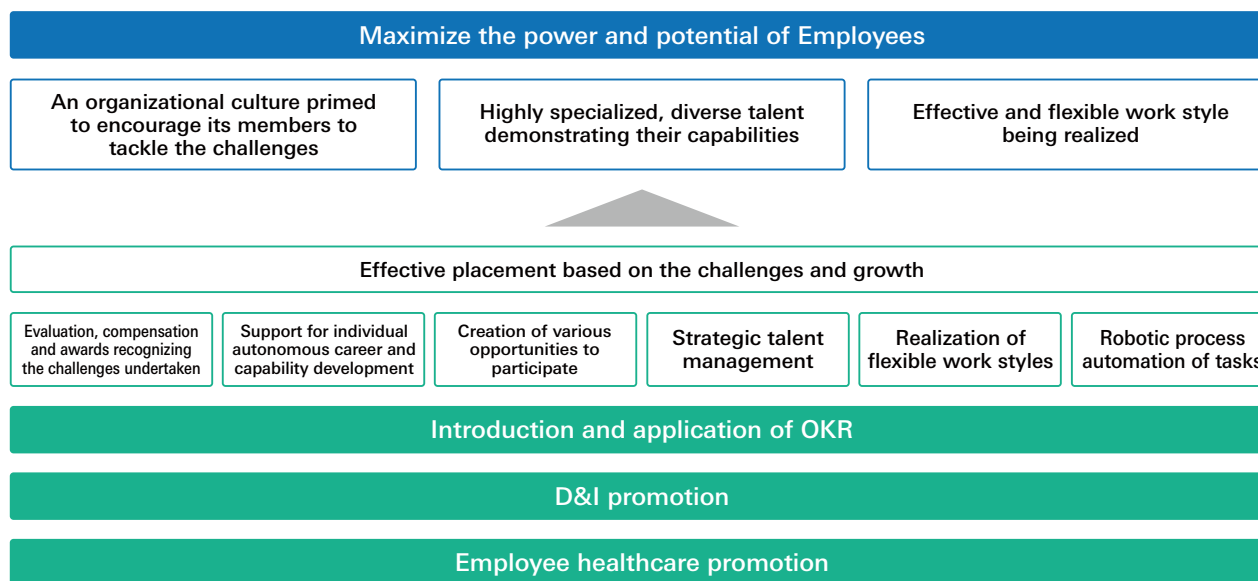 Maximize the power and potential of Employees
An organizational culture primed
to encourage its members to
tackle the challenges
Highly specialized, diverse talent
demonstrating their capabilities
Effective and flexible work style
being realized
Effective placement based on the challenges and growth
Evaluation, compensation
and awards recognizing
the challenges undertaken
Support for individual
autonomous career and
capability development
Creation of various
opportunities to
participate
Strategic talent
management
Realization of
flexible work styles
Robotic process
automation of tasks
Introduction and application of OKR
D&I promotion
Employee healthcare promotion